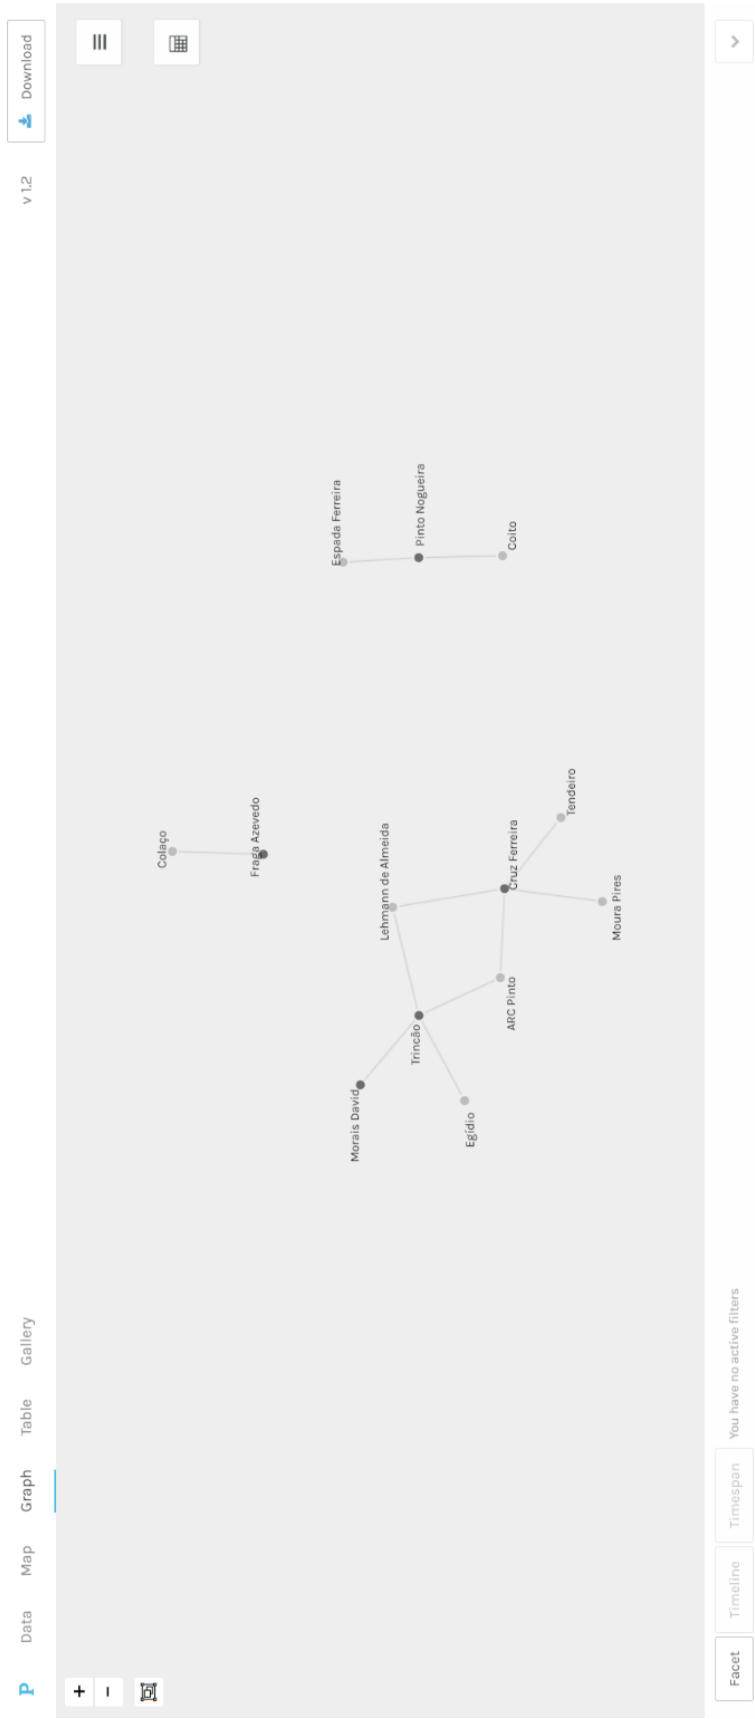 P
Data
Map
Graph
Table
Gallery
v 1.2
Download
+
−
Colaço
Fraga Azevedo
Espada Ferreira
Pinto Nogueira
Coito
Lehmann de Almeida
Cruz Ferreira
Tendeiro
Moura Pires
ARC Pinto
Trincão
Morais David
Egídio
Facet
Timeline
Timespan
You have no active filters